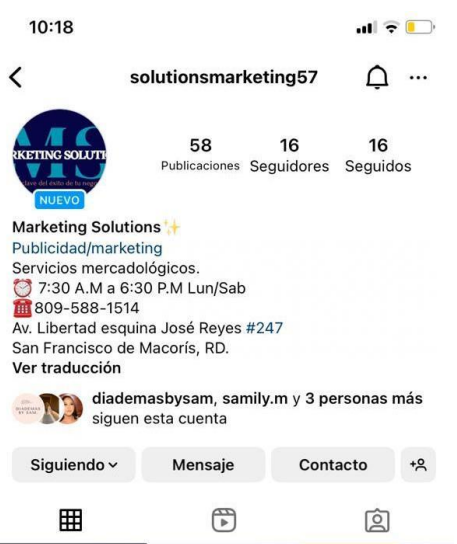 10:18
solutionsmarketing57
MS
RKETING SOLUTI
NUEVO
58 16 16
Publicaciones Seguidores Seguidos
Marketing Solutions✨
Publicidad/marketing
Servicios mercadológicos.
⏰ 7:30 A.M a 6:30 P.M Lun/Sab
☎️809-588-1514
Av. Libertad esquina José Reyes #247
San Francisco de Macorís, RD.
Ver traducción
diademasbysam, samily.m y 3 personas más
siguen esta cuenta
Siguiendo Mensaje Contacto